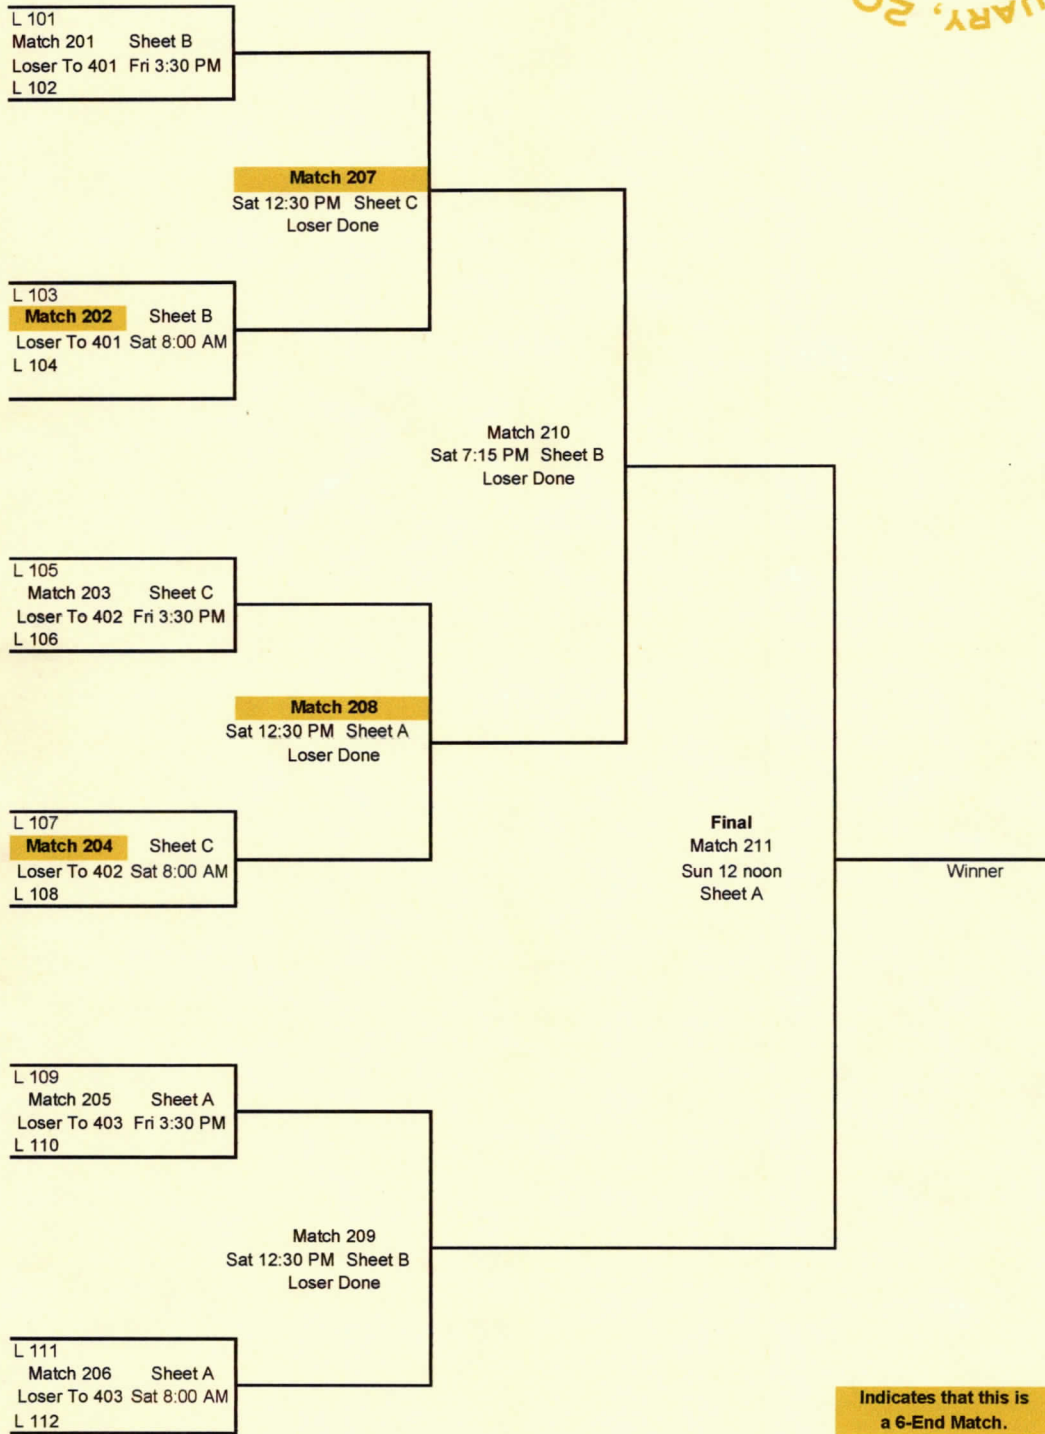 L 101
Match 201 Sheet B
Loser To 401 Fri 3:30 PM
L 102
Match 207
Sat 12:30 PM Sheet C
Loser Done
L 103
Match 202 Sheet B
Loser To 401 Sat 8:00 AM
L 104
Match 210
Sat 7:15 PM Sheet B
Loser Done
L 105
Match 203 Sheet C
Loser To 402 Fri 3:30 PM
L 106
Match 208
Sat 12:30 PM Sheet A
Loser Done
L 107
Match 204 Sheet C
Loser To 402 Sat 8:00 AM
L 108
Final
Match 211
Sun 12 noon
Sheet A
Winner
L 109
Match 205 Sheet A
Loser To 403 Fri 3:30 PM
L 110
Match 209
Sat 12:30 PM Sheet B
Loser Done
L 111
Match 206 Sheet A
Loser To 403 Sat 8:00 AM
L 112
Indicates that this is
a 6-End Match.